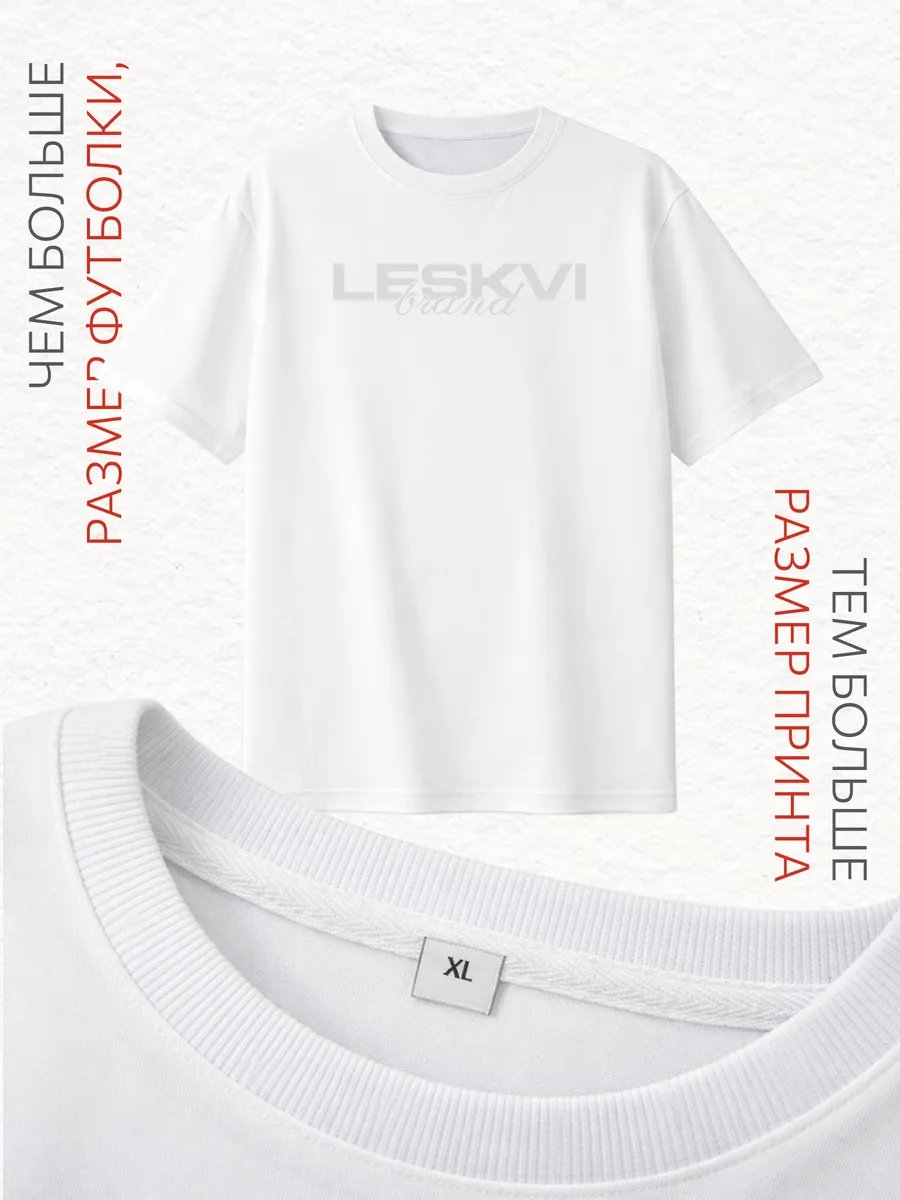 ЧЕМ БОЛЬШЕ
РАЗМЕР ФУТБОЛКИ,
LESKVI
brand
ТЕМ БОЛЬШЕ
РАЗМЕР ПРИНТА
XL